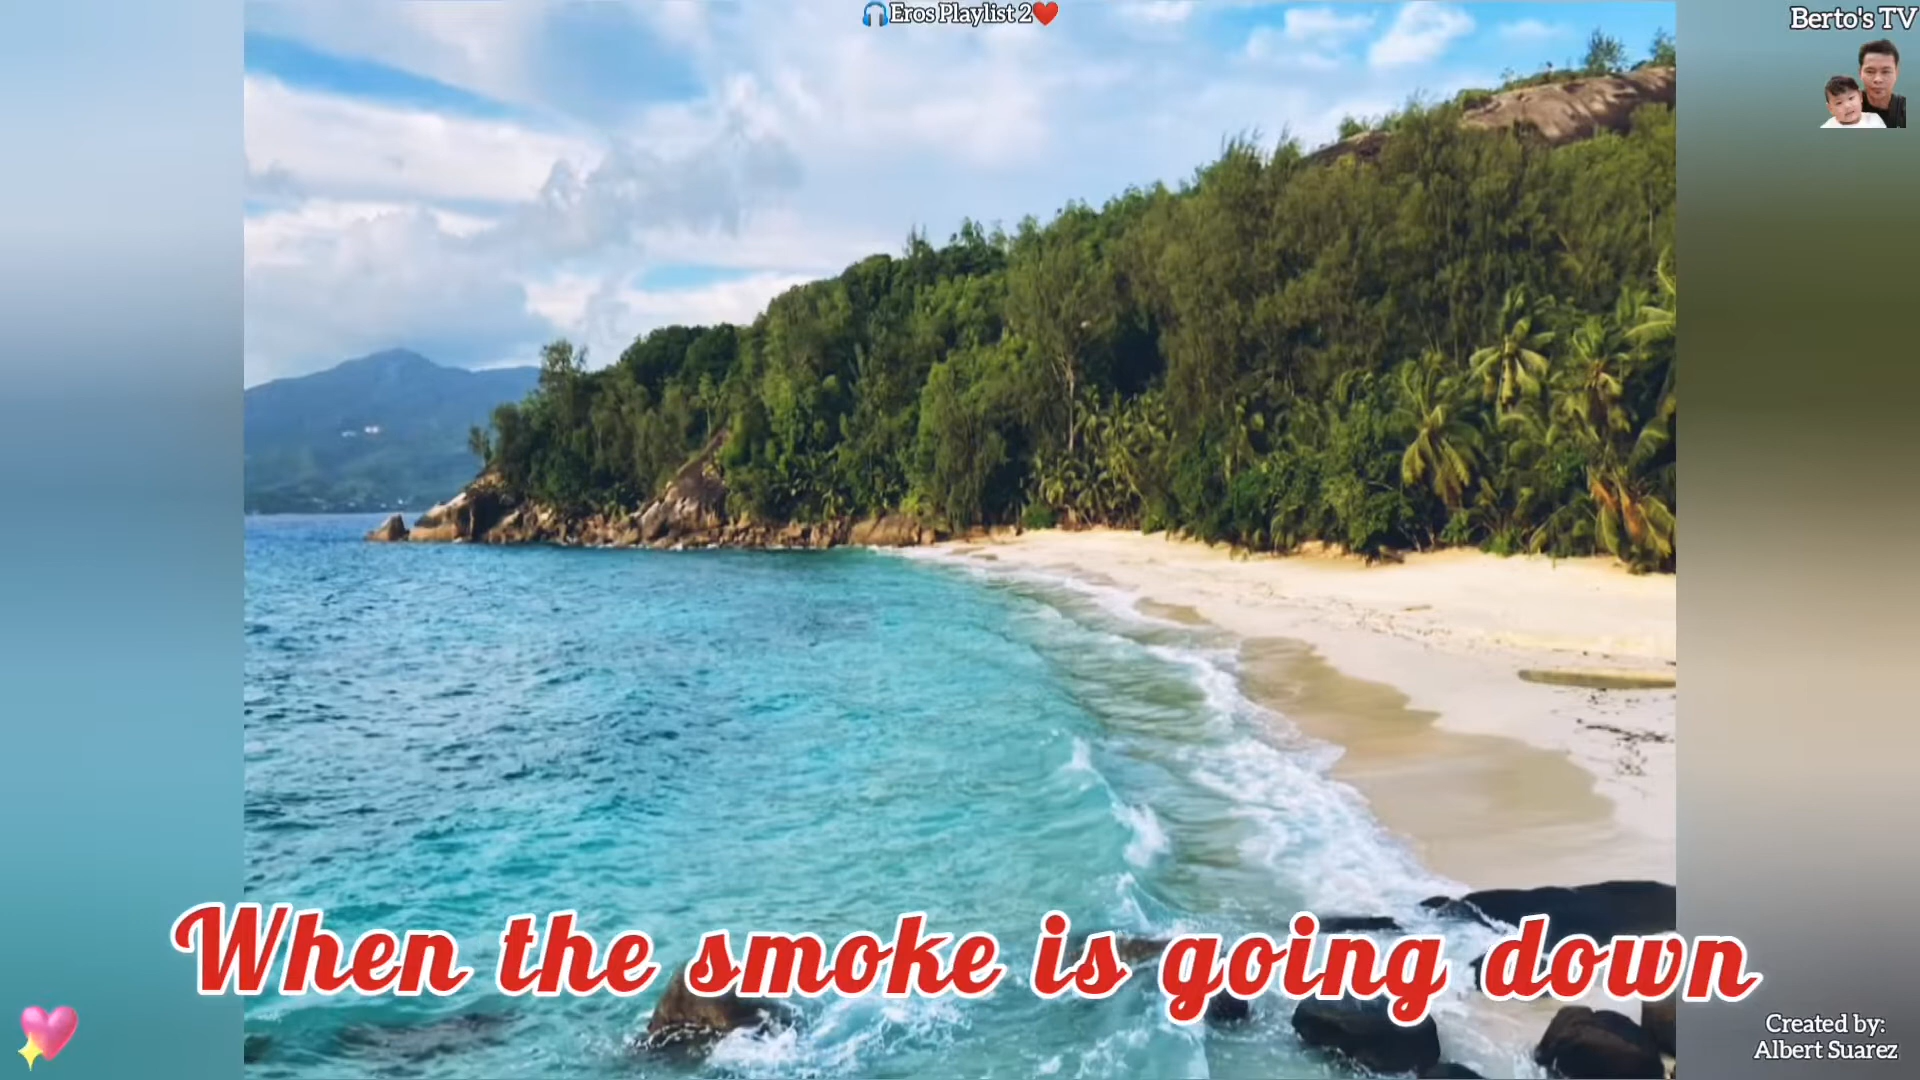 🎧Eros Playlist 2❤️
Berto's TV
When the smoke is going down
Created by:
Albert Suarez